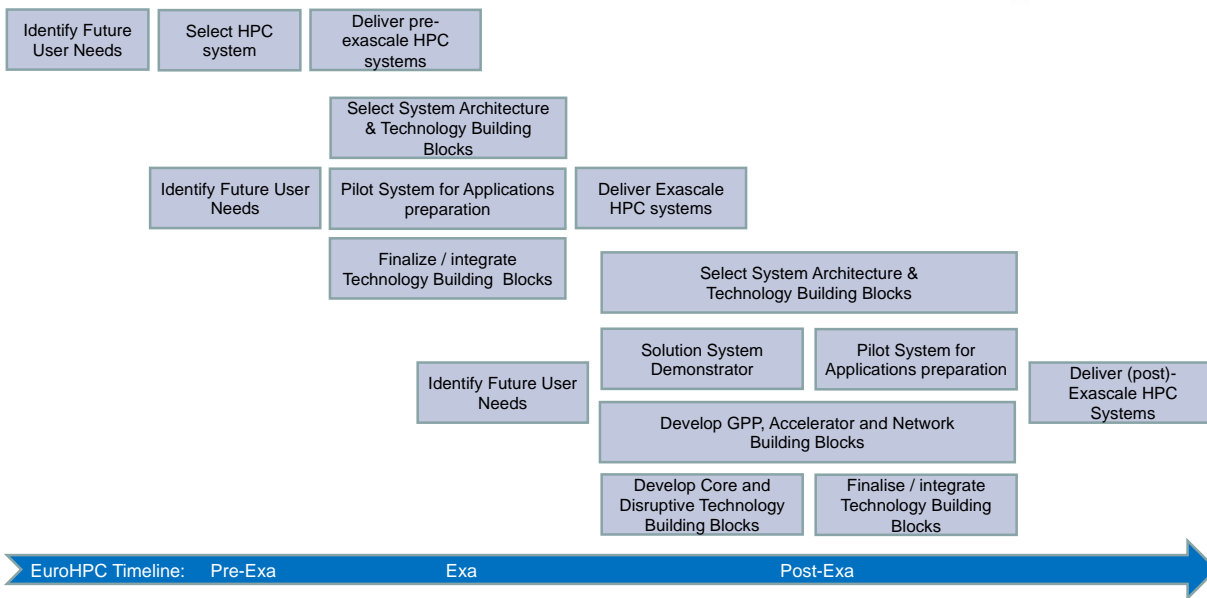 Identify Future
User Needs
Select HPC
system
Deliver pre-
exascale HPC
systems
Select System Architecture
& Technology Building
Blocks
Identify Future User
Needs
Pilot System for Applications
preparation
Deliver Exascale
HPC systems
Finalize / integrate
Technology Building Blocks
Select System Architecture &
Technology Building Blocks
Identify Future User
Needs
Solution System
Demonstrator
Pilot System for
Applications preparation
Deliver (post)-
Exascale HPC
Systems
Develop GPP, Accelerator and Network
Building Blocks
Develop Core and
Disruptive Technology
Building Blocks
Finalise / integrate
Technology Building
Blocks
EuroHPC Timeline: Pre-Exa Exa Post-Exa